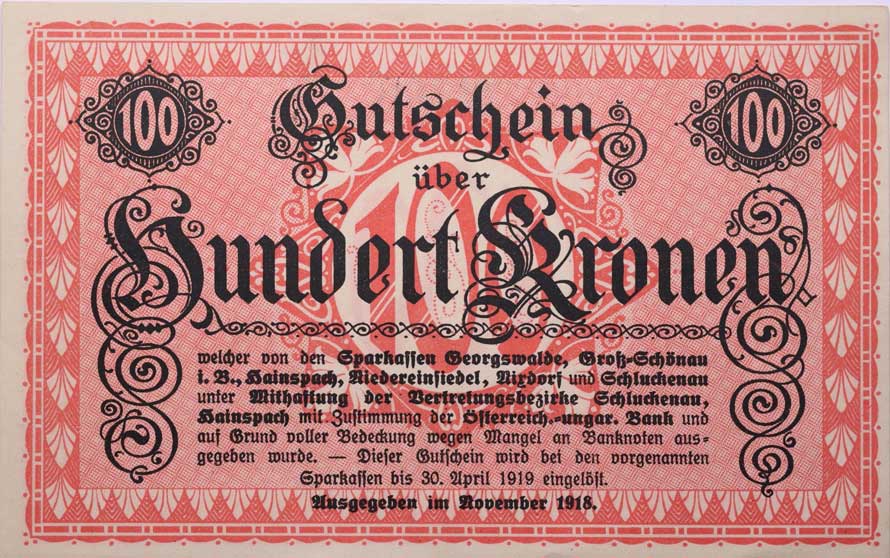 100 Gutschein 100
über
Hundert Kronen
welcher von den Sparkassen Georgswalde, Groß-Schönau
i. B., Hainspach, Niedereinsiedel, Nixdorf und Schluckenau
unter Mithaftung der Vertretungsbezirke Schluckenau,
Hainspach mit Zustimmung der Österreich.-ungar. Bank und
auf Grund voller Bedeckung wegen Mangel an Banknoten aus-
gegeben wurde. — Dieser Gutschein wird bei den vorgenannten
Sparkassen bis 30. April 1919 eingelöst.
Ausgegeben im November 1918.
100